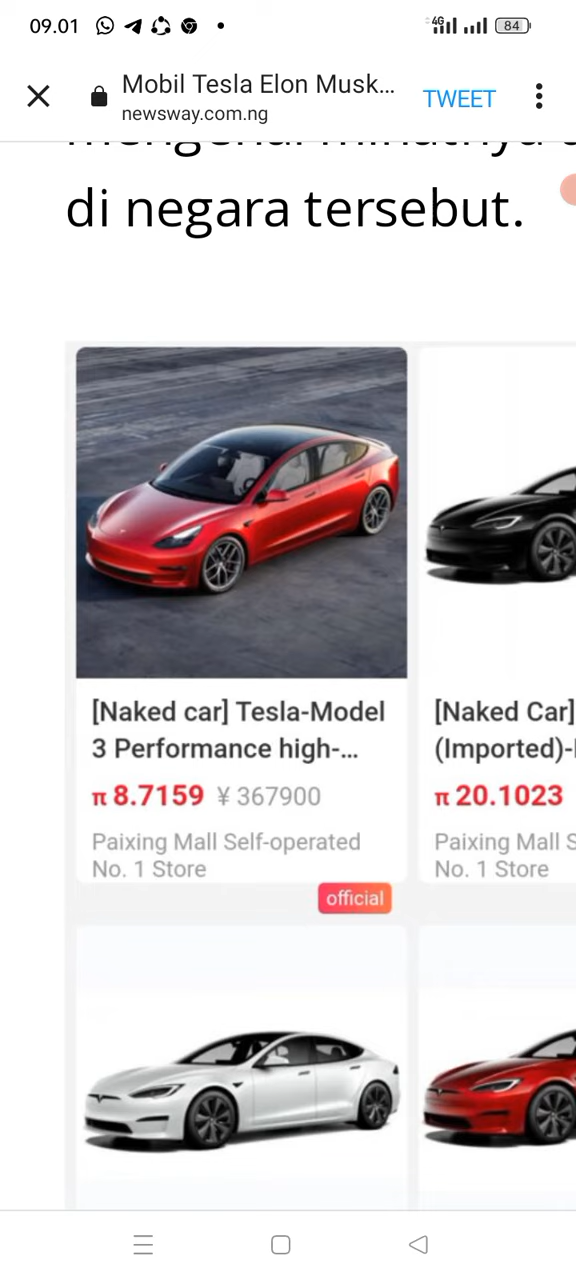 09.01 4G 84
Mobil Tesla Elon Musk... TWEET
newsway.com.ng
di negara tersebut.
[Naked car] Tesla-Model
3 Performance high-...
π 8.7159 ¥ 367900
Paixing Mall Self-operated
No. 1 Store
official
[Naked Car]
(Imported)-
π 20.1023
Paixing Mall S
No. 1 Store